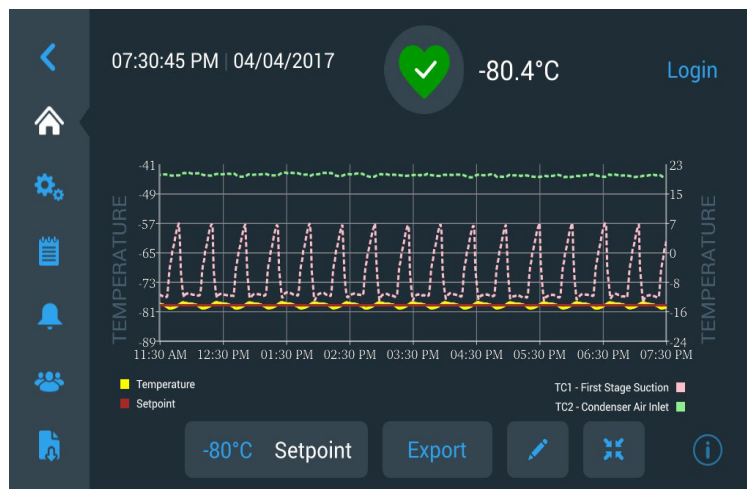 07:30:45 PM | 04/04/2017
-80.4°C
Login
TEMPERATURE
-41
-49
-57
-65
-73
-81
-89
23
15
7
0
-8
-16
-24
TEMPERATURE
11:30 AM 12:30 PM 01:30 PM 02:30 PM 03:30 PM 04:30 PM 05:30 PM 06:30 PM 07:30 PM
Temperature
Setpoint
TC1 - First Stage Suction
TC2 - Condenser Air Inlet
-80°C Setpoint
Export